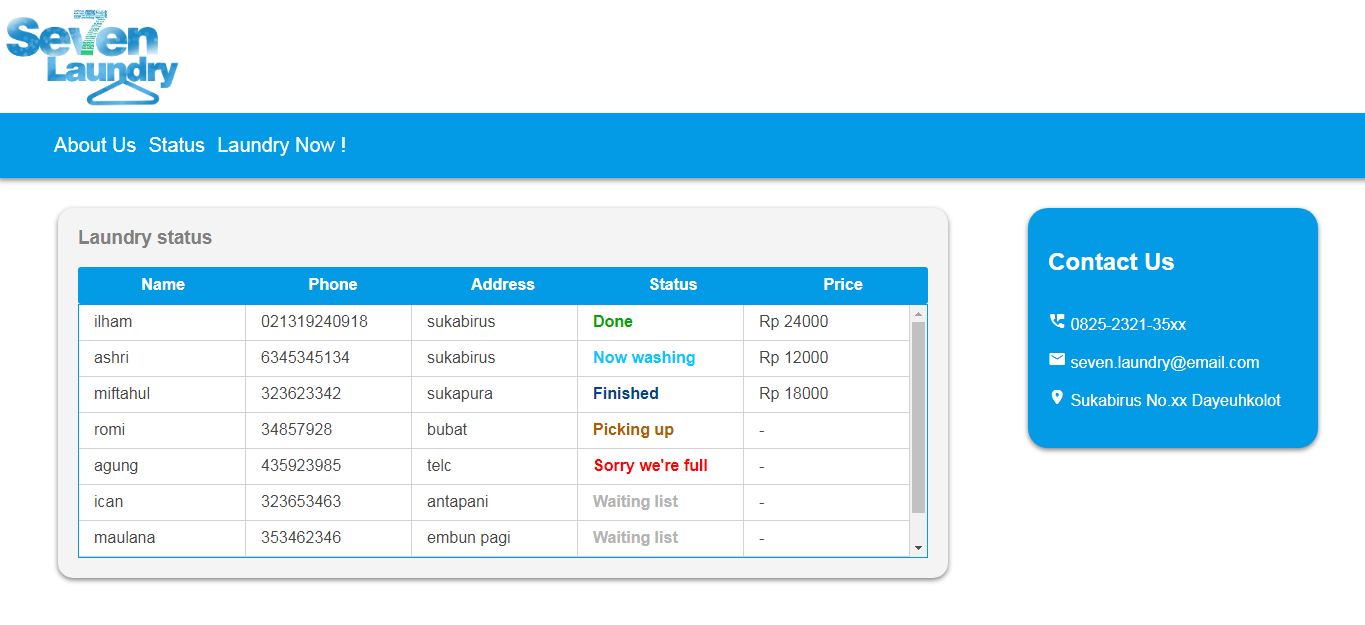 Seven
7
Laundry
About Us Status Laundry Now !
Laundry status
Name Phone Address Status Price
ilham 021319240918 sukabirus Done Rp 24000
ashri 6345345134 sukabirus Now washing Rp 12000
miftahul 323623342 sukapura Finished Rp 18000
romi 34857928 bubat Picking up -
agung 435923985 telc Sorry we're full -
ican 323653463 antapani Waiting list -
maulana 353462346 embun pagi Waiting list -
Contact Us
0825-2321-35xx
seven.laundry@email.com
Sukabirus No.xx Dayeuhkolot